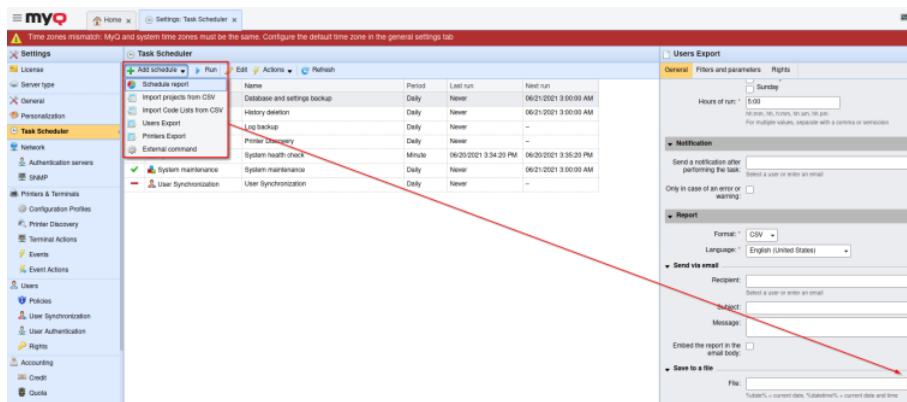 myQ
Home x
Settings: Task Scheduler x
Time zones mismatch: MyQ and system time zones must be the same. Configure the default time zone in the general settings tab
Settings
License
Server type
General
Personalization
Task Scheduler
Network
Authentication servers
SNMP
Printers & Terminals
Configuration Profiles
Printer Discovery
Terminal Actions
Events
Event Actions
Users
Policies
User Synchronization
User Authentication
Rights
Accounting
Credit
Quota
Task Scheduler
Add schedule Run Edit Actions Refresh
Schedule report
Import projects from CSV
Import Code Lists from CSV
Users Export
Printers Export
External command
Name Period Last run Next run
Database and settings backup Daily Never 06/21/2021 3:00:00 AM
History deletion Daily Never 06/21/2021 3:00:00 AM
Log backup Daily Never –
Printer Discovery Daily Never –
System health check Minute 06/20/2021 3:34:20 PM 06/20/2021 3:35:20 PM
System maintenance System maintenance Daily Never 06/21/2021 3:00:00 AM
User Synchronization User Synchronization Daily Never –
Users Export
General Filters and parameters Rights
Sunday
Hours of run: * 5:00
hh:mm, hh, h:mm, hh am, hh pm
For multiple values, separate with a comma or semicolon
Notification
Send a notification after performing the task:
Select a user or enter an email
Only in case of an error or warning:
Report
Format: * CSV
Language: * English (United States)
Send via email
Recipient:
Select a user or enter an email
Subject:
Message:
Embed the report in the email body:
Save to a file
File:
%date% = current date, %datetime% = current date and time